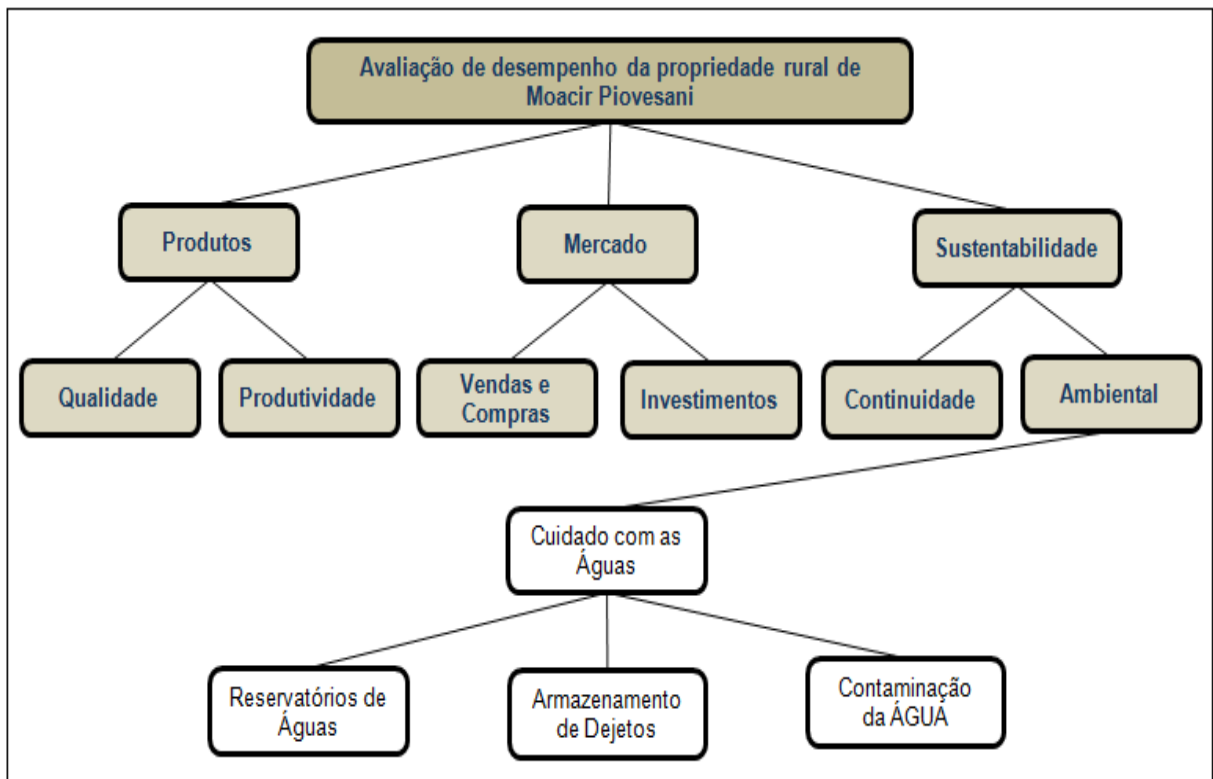 Avaliação de desempenho da propriedade rural de
Moacir Piovesani
Produtos
Mercado
Sustentabilidade
Qualidade
Produtividade
Vendas e
Compras
Investimentos
Continuidade
Ambiental
Cuidado com as
Águas
Reservatórios de
Águas
Armazenamento
de Dejetos
Contaminação
da ÁGUA